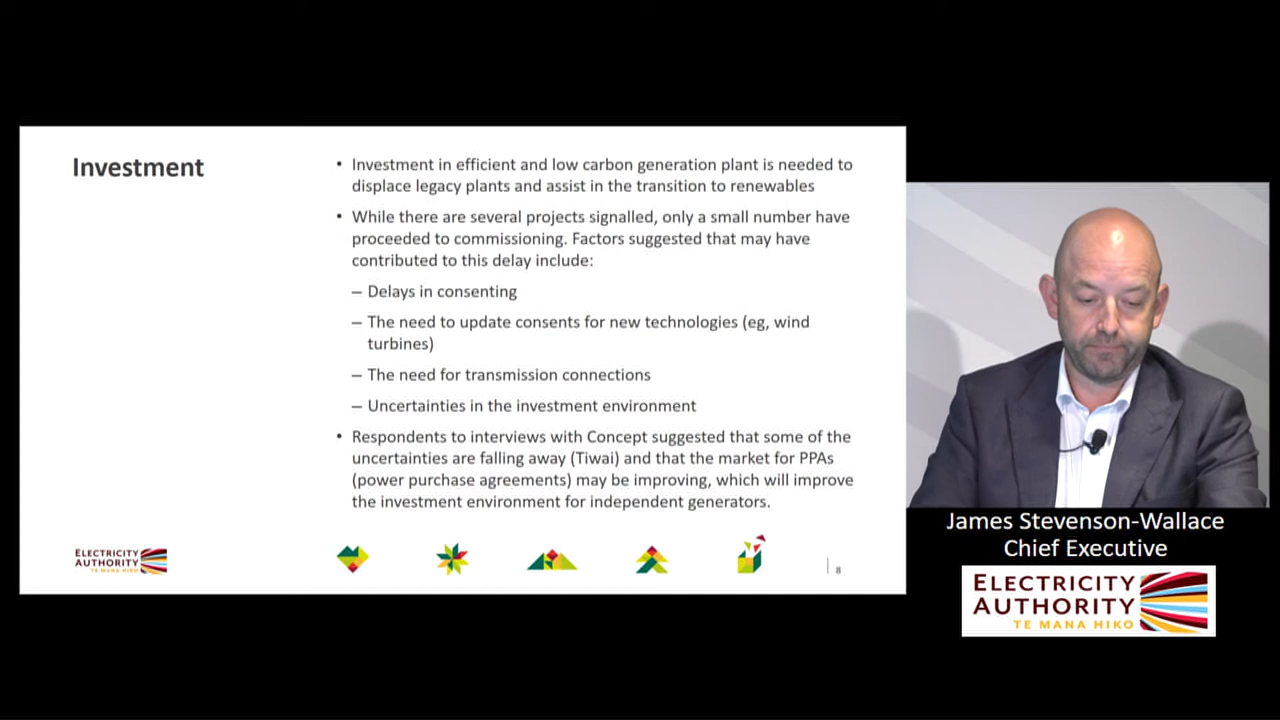 Investment
• Investment in efficient and low carbon generation plant is needed to
displace legacy plants and assist in the transition to renewables
• While there are several projects signalled, only a small number have
proceeded to commissioning. Factors suggested that may have
contributed to this delay include:
– Delays in consenting
– The need to update consents for new technologies (eg, wind
turbines)
– The need for transmission connections
– Uncertainties in the investment environment
• Respondents to interviews with Concept suggested that some of the
uncertainties are falling away (Tiwai) and that the market for PPAs
(power purchase agreements) may be improving, which will improve
the investment environment for independent generators.
ELECTRICITY
AUTHORITY
TE MANA HIKO
8
James Stevenson-Wallace
Chief Executive
ELECTRICITY
AUTHORITY
TE MANA HIKO